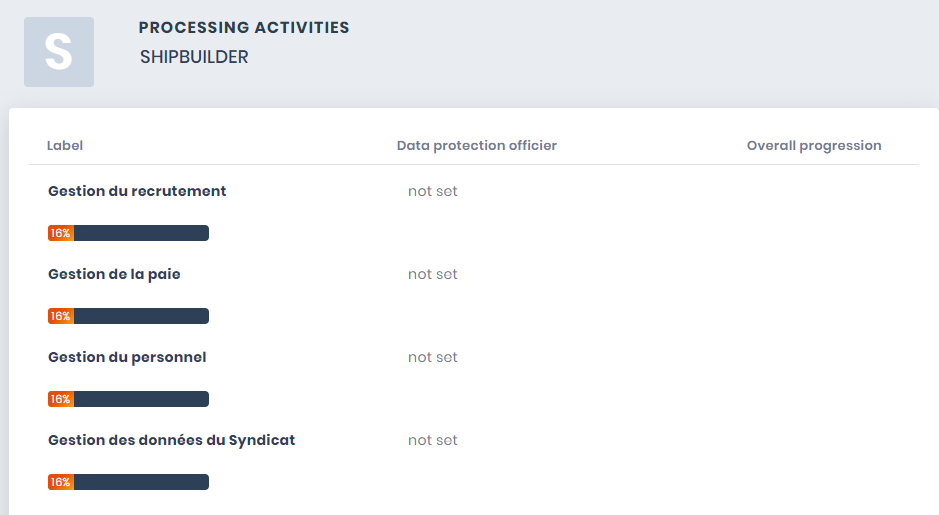 S
PROCESSING ACTIVITIES
SHIPBUILDER
Label Data protection officier Overall progression
Gestion du recrutement not set
16%
Gestion de la paie not set
16%
Gestion du personnel not set
16%
Gestion des données du Syndicat not set
16%